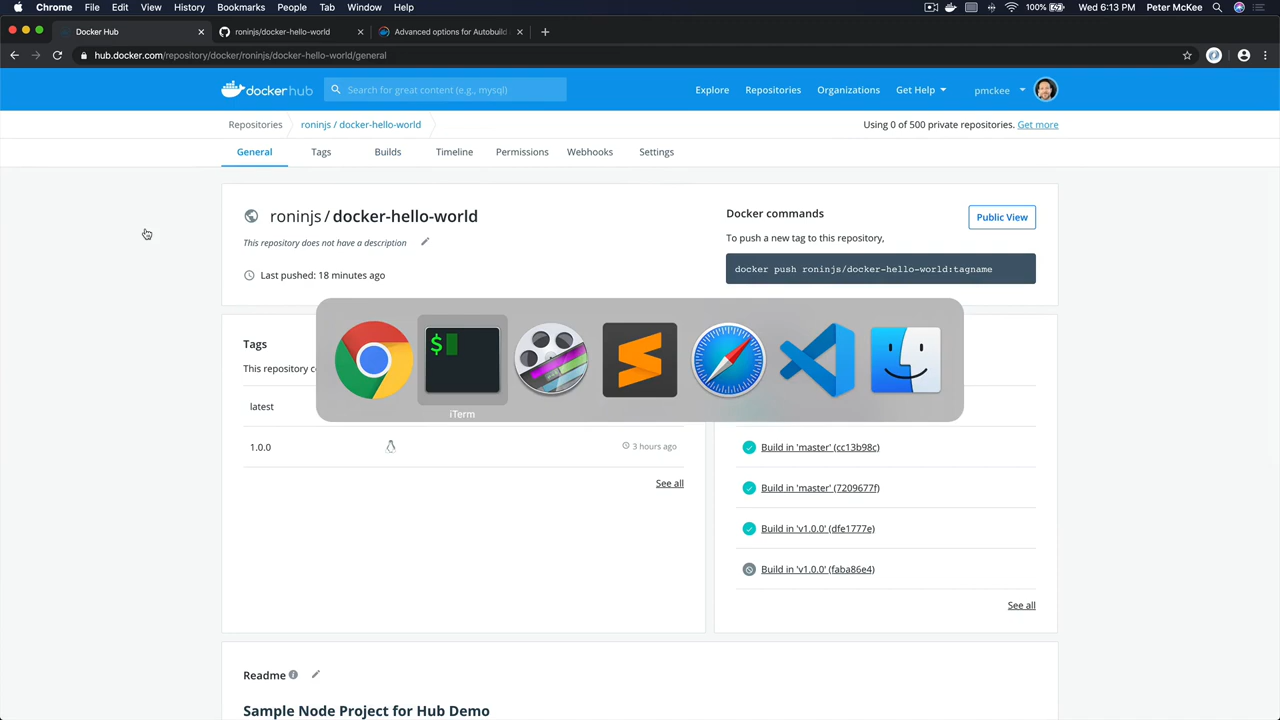 Chrome File Edit View History Bookmarks People Tab Window Help 100% Wed 6:13 PM Peter McKee
Docker Hub
roninjs/docker-hello-world
Advanced options for Autobuild
hub.docker.com/repository/docker/roninjs/docker-hello-world/general
dockerhub
Search for great content (e.g., mysql)
Explore Repositories Organizations Get Help pmckee
Repositories roninjs / docker-hello-world
Using 0 of 500 private repositories. Get more
General Tags Builds Timeline Permissions Webhooks Settings
roninjs / docker-hello-world
This repository does not have a description
Last pushed: 18 minutes ago
Docker commands
Public View
To push a new tag to this repository,
docker push roninjs/docker-hello-world:tagname
$
iTerm
Tags
This repository
latest
1.0.0
3 hours ago
See all
Build in 'master' (cc13b98c)
Build in 'master' (7209677f)
Build in 'v1.0.0' (dfe1777e)
Build in 'v1.0.0' (faba86e4)
See all
Readme
Sample Node Project for Hub Demo